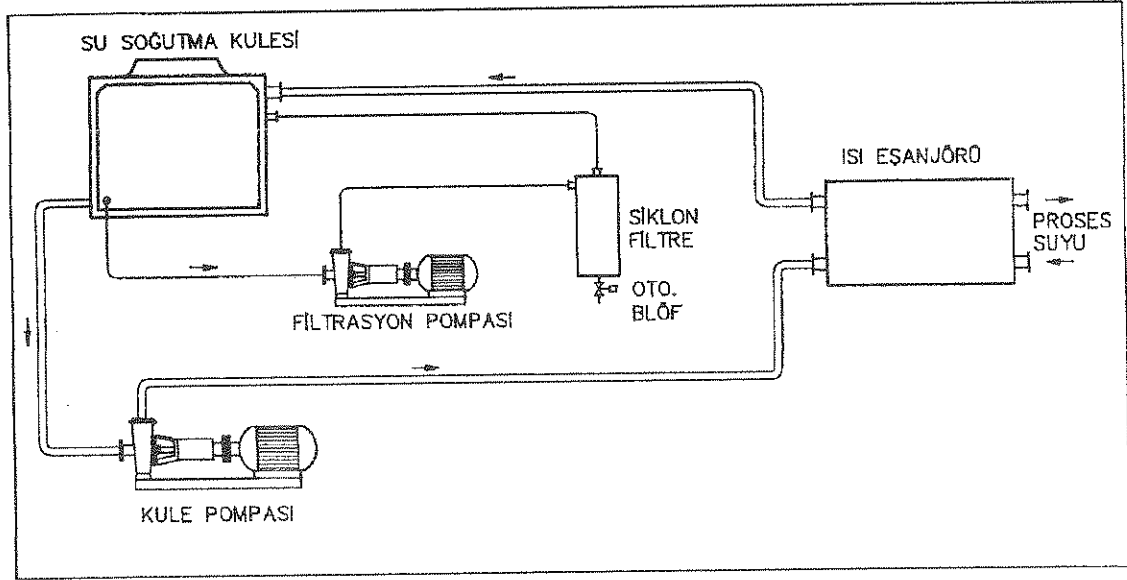 SU SOĞUTMA KULESİ
ISI EŞANJÖRÜ
SİKLON
FİLTRE
PROSES
SUYU
OTO.
BLÖF
FİLTRASYON POMPASI
KULE POMPASI